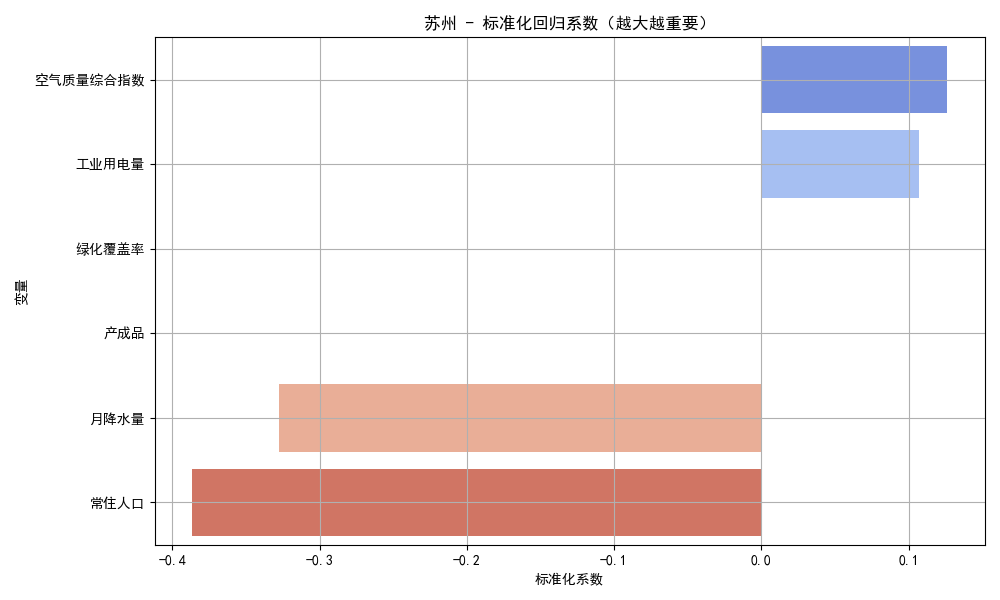 苏州 - 标准化回归系数（越大越重要）
空气质量综合指数
工业用电量
绿化覆盖率
产成品
月降水量
常住人口
变量
-0.4 -0.3 -0.2 -0.1 0.0 0.1
标准化系数